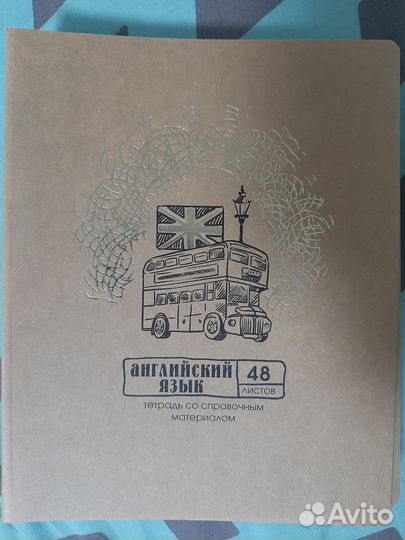 английский
язык
48
листов
тетрадь со справочным
материалом
Avito